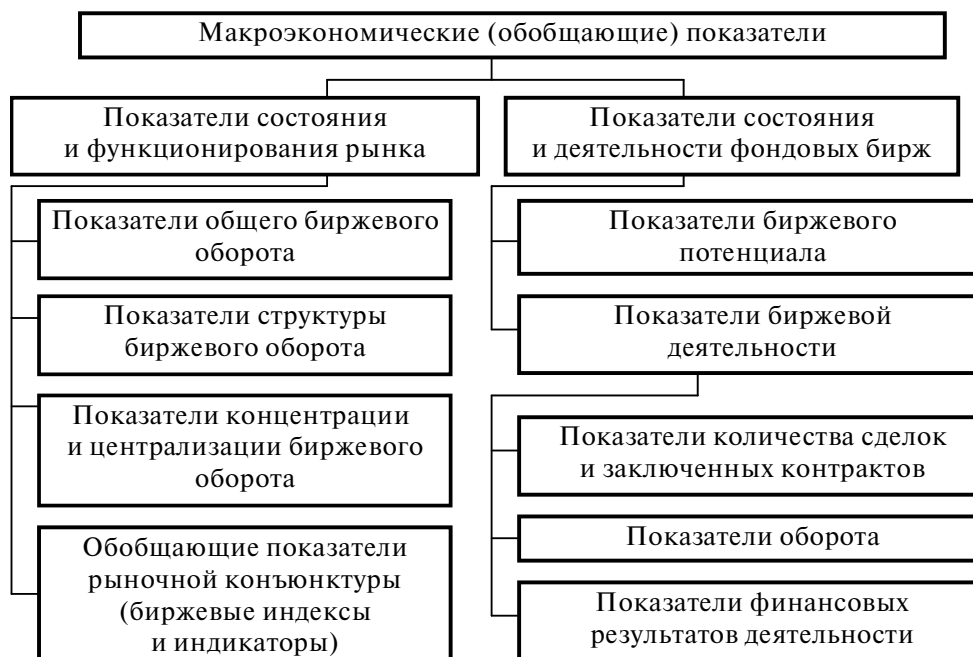 Макроэкономические (обобщающие) показатели
Показатели состояния
и функционирования рынка
Показатели общего биржевого
оборота
Показатели структуры
биржевого оборота
Показатели концентрации
и централизации биржевого
оборота
Обобщающие показатели
рыночной конъюнктуры
(биржевые индексы
и индикаторы)
Показатели состояния
и деятельности фондовых бирж
Показатели биржевого
потенциала
Показатели биржевой
деятельности
Показатели количества сделок
и заключенных контрактов
Показатели оборота
Показатели финансовых
результатов деятельности